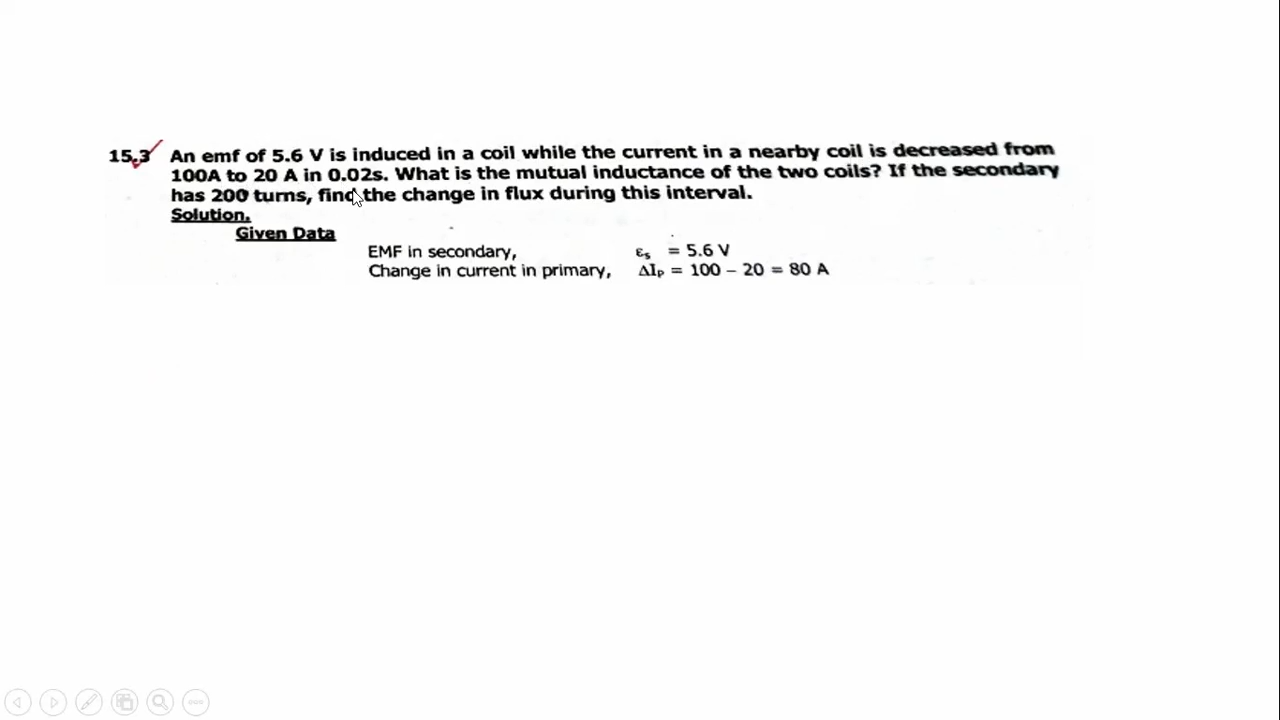 15.3 An emf of 5.6 V is induced in a coil while the current in a nearby coil is decreased from
100A to 20 A in 0.02s. What is the mutual inductance of the two coils? If the secondary
has 200 turns, find the change in flux during this interval.
Solution.
Given Data
EMF in secondary, εs = 5.6 V
Change in current in primary, ΔIP = 100 – 20 = 80 A